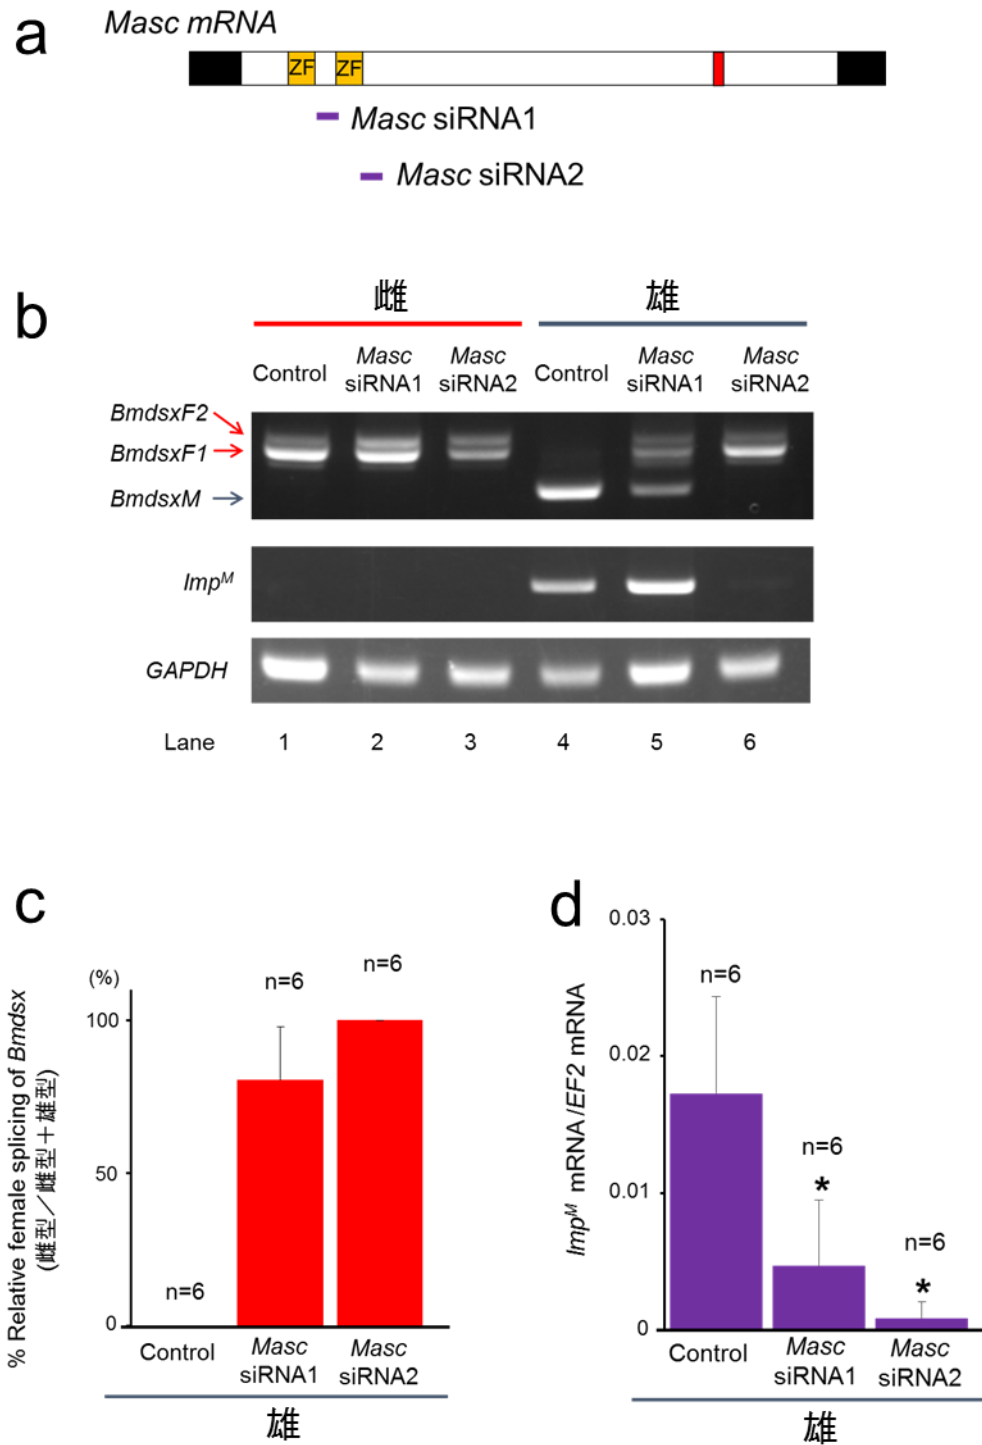 a
Masc mRNA
ZF ZF
Masc siRNA1
Masc siRNA2
b
雌 雄
Control Masc siRNA1 Masc siRNA2 Control Masc siRNA1 Masc siRNA2
BmdsxF2
BmdsxF1
BmdsxM
Imp^M
GAPDH
Lane 1 2 3 4 5 6
c
% Relative female splicing of Bmdsx
(雌型／雌型＋雄型)
(%)
100
50
0
n=6
n=6
n=6
Control Masc siRNA1 Masc siRNA2
雄
d
Imp^M mRNA/EF2 mRNA
0.03
0.02
0.01
0
n=6
n=6
*
n=6
*
Control Masc siRNA1 Masc siRNA2
雄